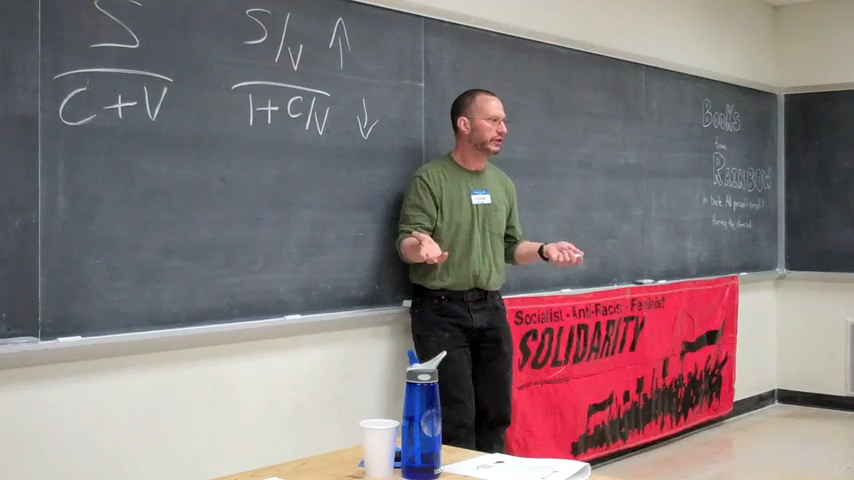 S
C+V
S/V ↑
1+C/V ↓
BOOKS
from
RAINBOW
Socialist - Anti-Racist - Feminist
SOLIDARITY